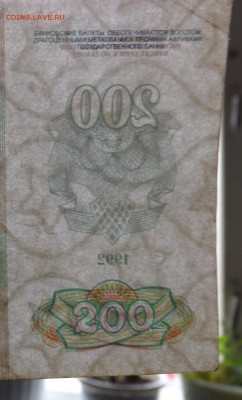 COINS.LAVE.RU
БАНКОВСКИЕ БИЛЕТЫ ОБЕСПЕЧИВАЮТСЯ ЗОЛОТОМ,
ДРАГОЦЕННЫМИ МЕТАЛЛАМИ И ПРОЧИМИ АКТИВАМИ
ГОСУДАРСТВЕННОГО БАНКА
200
1992
200